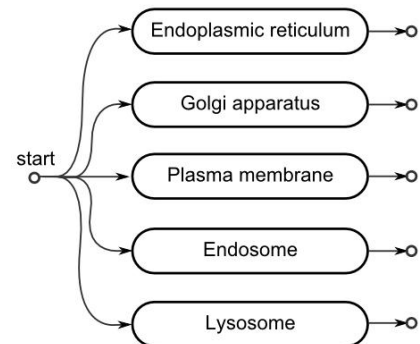 Endoplasmic reticulum
Golgi apparatus
start
Plasma membrane
Endosome
Lysosome